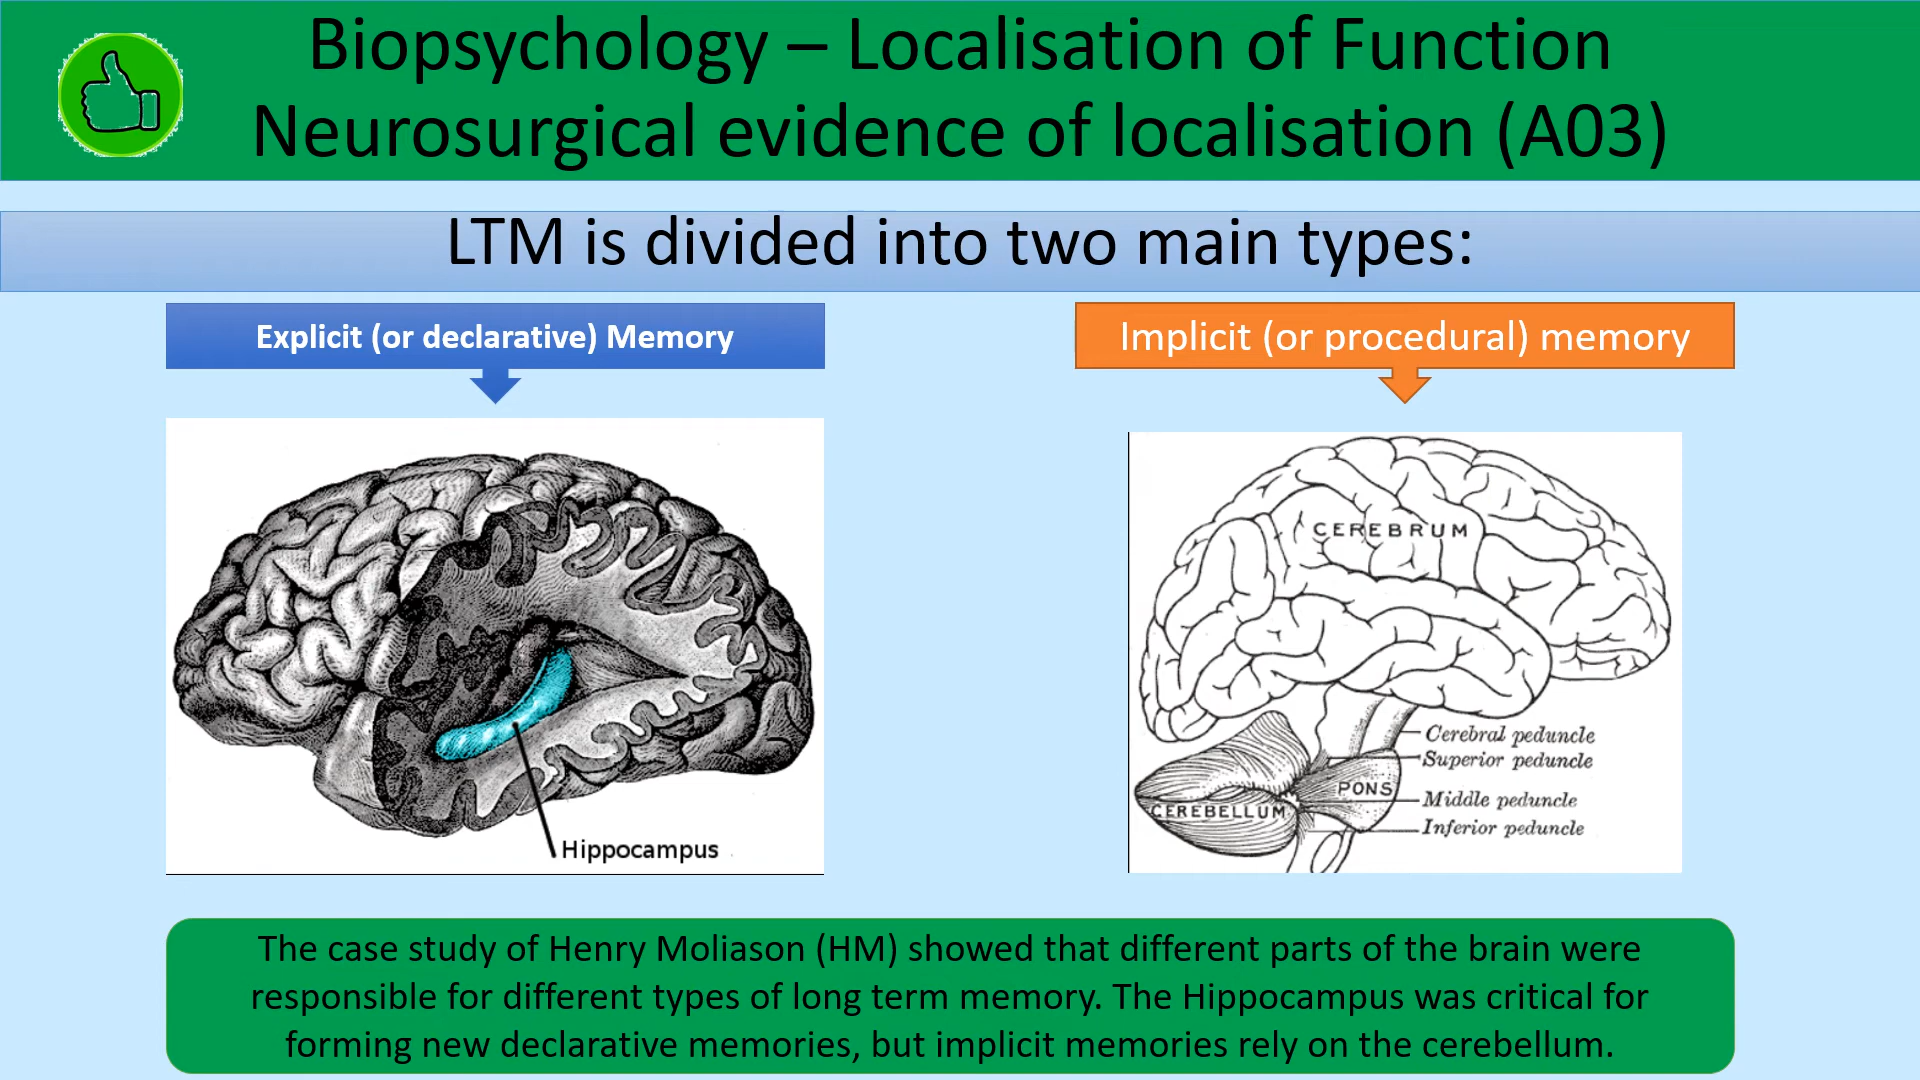 Biopsychology – Localisation of Function
Neurosurgical evidence of localisation (A03)
LTM is divided into two main types:
Explicit (or declarative) Memory
Implicit (or procedural) memory
Hippocampus
CEREBRUM
Cerebral peduncle
Superior peduncle
PONS
Middle peduncle
CEREBELLUM
Inferior peduncle
The case study of Henry Moliason (HM) showed that different parts of the brain were
responsible for different types of long term memory. The Hippocampus was critical for
forming new declarative memories, but implicit memories rely on the cerebellum.